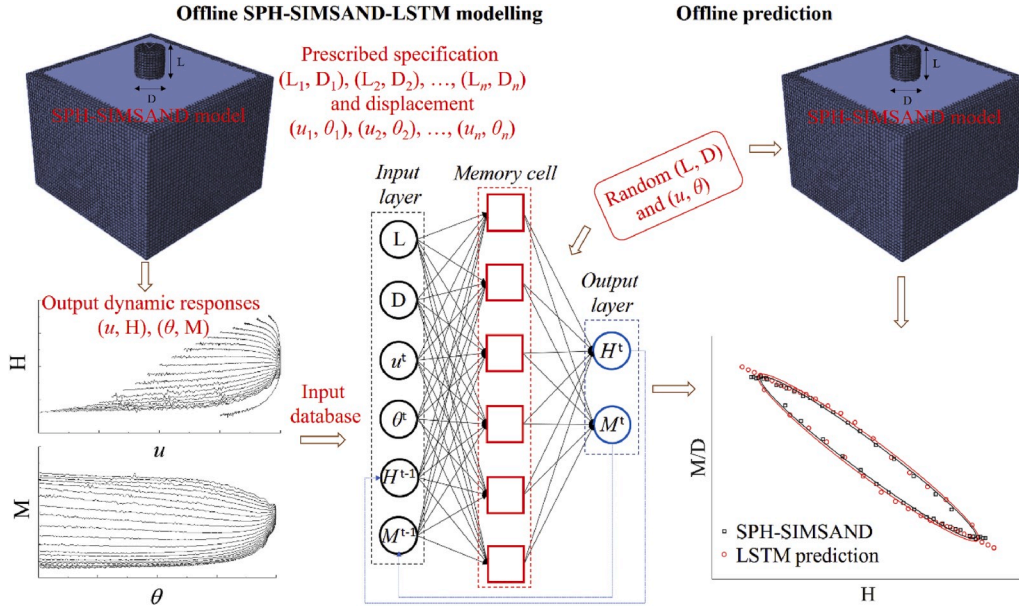 Offline SPH-SIMSAND-LSTM modelling
Offline prediction
L
D
SPH-SIMSAND model
Prescribed specification
(L₁, D₁), (L₂, D₂), …, (Lₙ, Dₙ)
and displacement
(u₁, θ₁), (u₂, θ₂), …, (uₙ, θₙ)
L
D
SPH-SIMSAND model
Random (L, D)
and (u, θ)
Output dynamic responses
(u, H), (θ, M)
H
u
M
θ
Input
database
Input
layer
L
D
uᵗ
θᵗ
Hᵗ⁻¹
Mᵗ⁻¹
Memory cell
Output
layer
Hᵗ
Mᵗ
M/D
SPH-SIMSAND
LSTM prediction
H